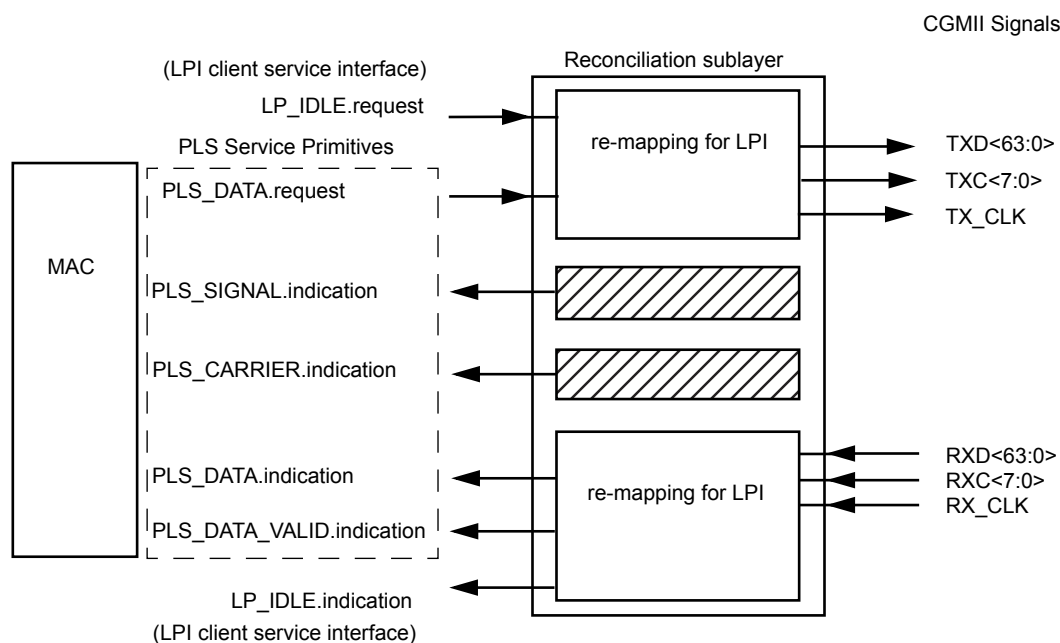 CGMII Signals
(LPI client service interface)
Reconciliation sublayer
LP_IDLE.request
re-mapping for LPI
TXD<63:0>
PLS Service Primitives
PLS_DATA.request
TXC<7:0>
TX_CLK
MAC
PLS_SIGNAL.indication
PLS_CARRIER.indication
RXD<63:0>
PLS_DATA.indication
re-mapping for LPI
RXC<7:0>
RX_CLK
PLS_DATA_VALID.indication
LP_IDLE.indication
(LPI client service interface)